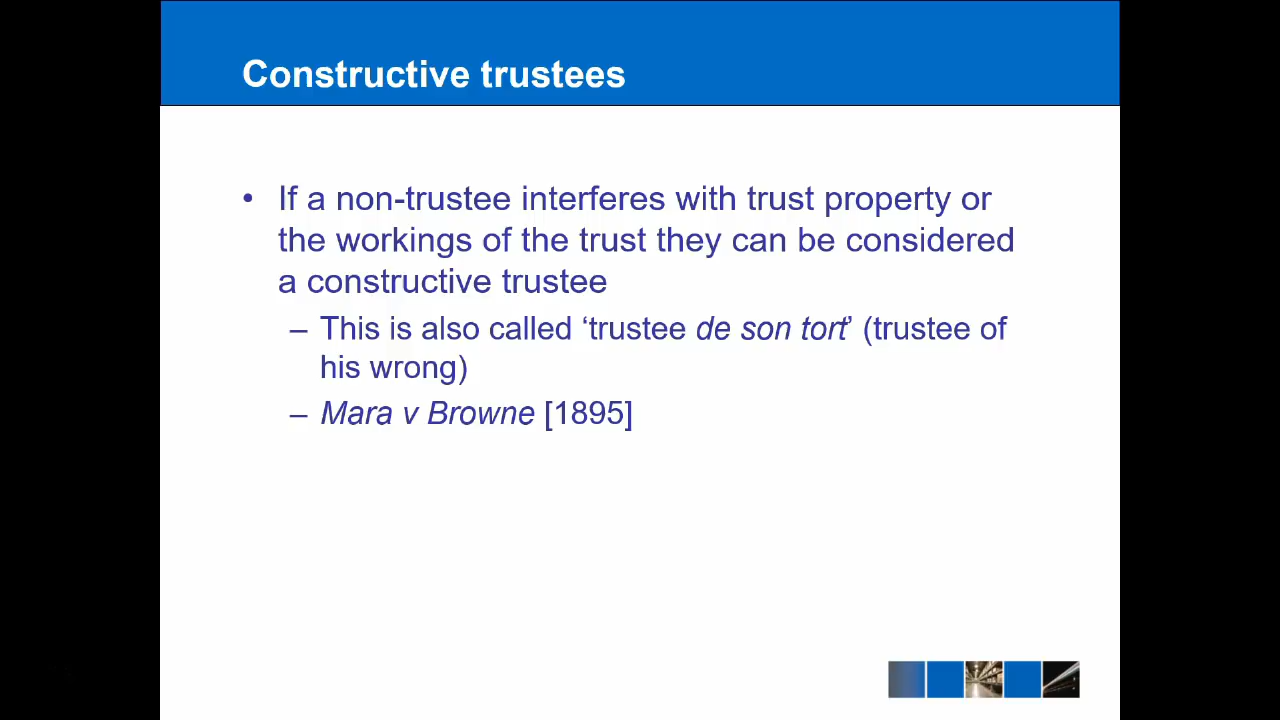 Constructive trustees
• If a non-trustee interferes with trust property or
the workings of the trust they can be considered
a constructive trustee
– This is also called ‘trustee de son tort’ (trustee of
his wrong)
– Mara v Browne [1895]